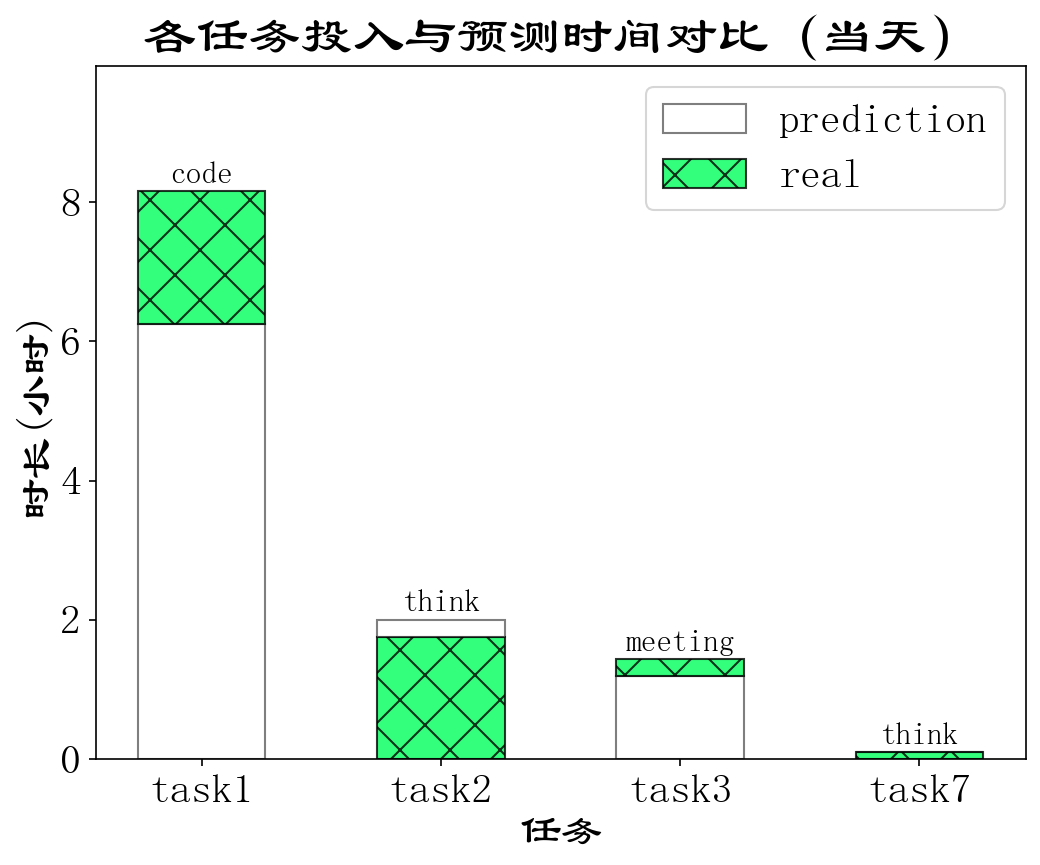 各任务投入与预测时间对比 (当天)
prediction
real
code
think
meeting
think
时长(小时)
8
6
4
2
0
task1 task2 task3 task7
任务